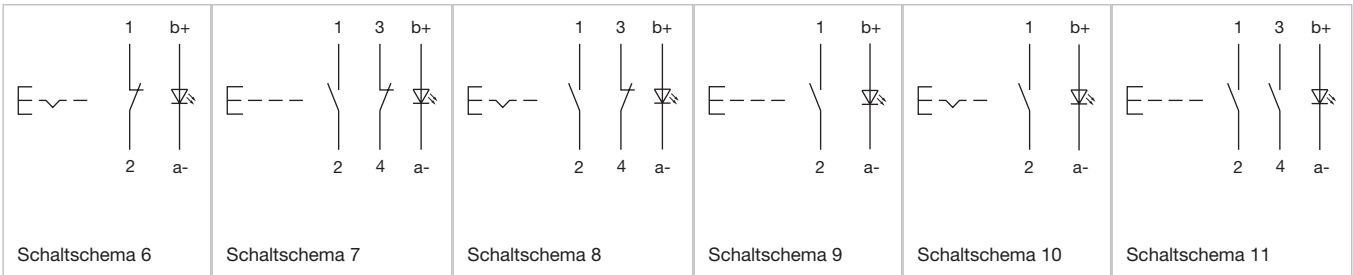 1 b+
2 a-
Schaltschema 6
1 3 b+
2 4 a-
Schaltschema 7
1 3 b+
2 4 a-
Schaltschema 8
1 b+
2 a-
Schaltschema 9
1 b+
2 a-
Schaltschema 10
1 3 b+
2 4 a-
Schaltschema 11